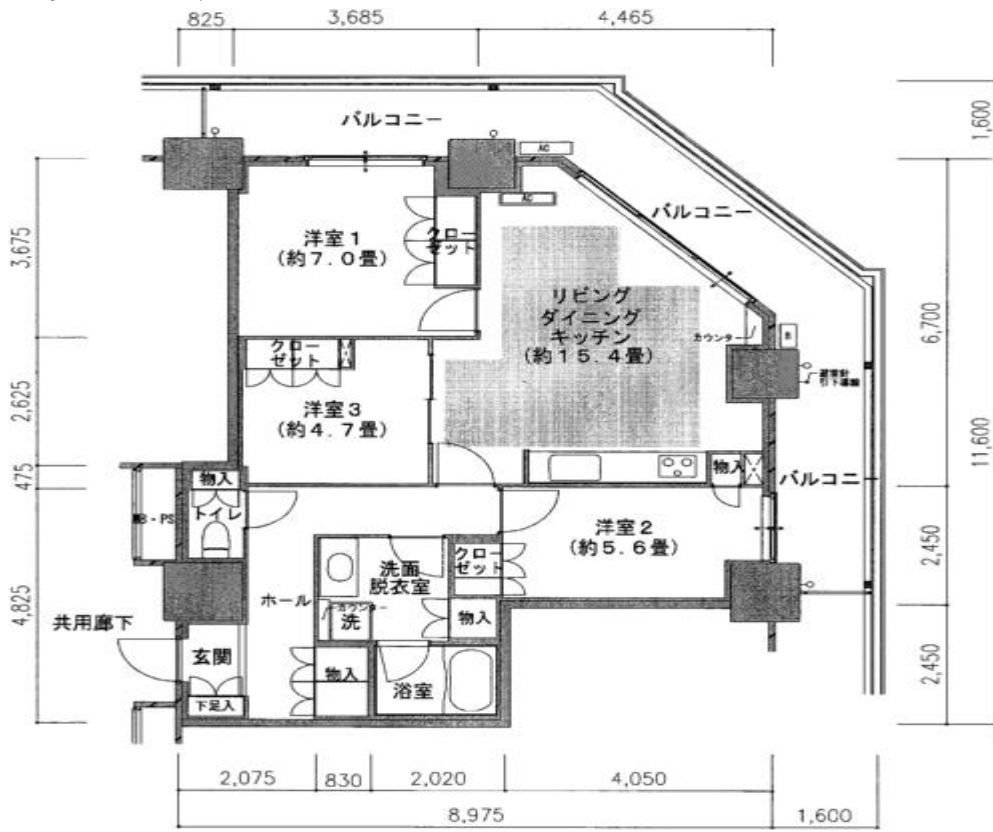 825
3,685
4,465
バルコニー
1,600
AC
AC
バルコニー
洋室1
(約7.0畳)
クロー
ゼット
3,675
リビング
ダイニング
キッチン
(約15.4畳)
カウンター
B
6,700
クロー
ゼット
避雷針
引下導線
洋室3
(約4.7畳)
2,625
11,600
物入
バルコニ
475
物入
トイレ
B-PS
洋室2
(約5.6畳)
2,450
クロー
ゼット
洗面
脱衣室
4,825
ホール
カウンター
洗
物入
共用廊下
玄関
物入
浴室
下足入
2,450
2,075
830
2,020
4,050
8,975
1,600